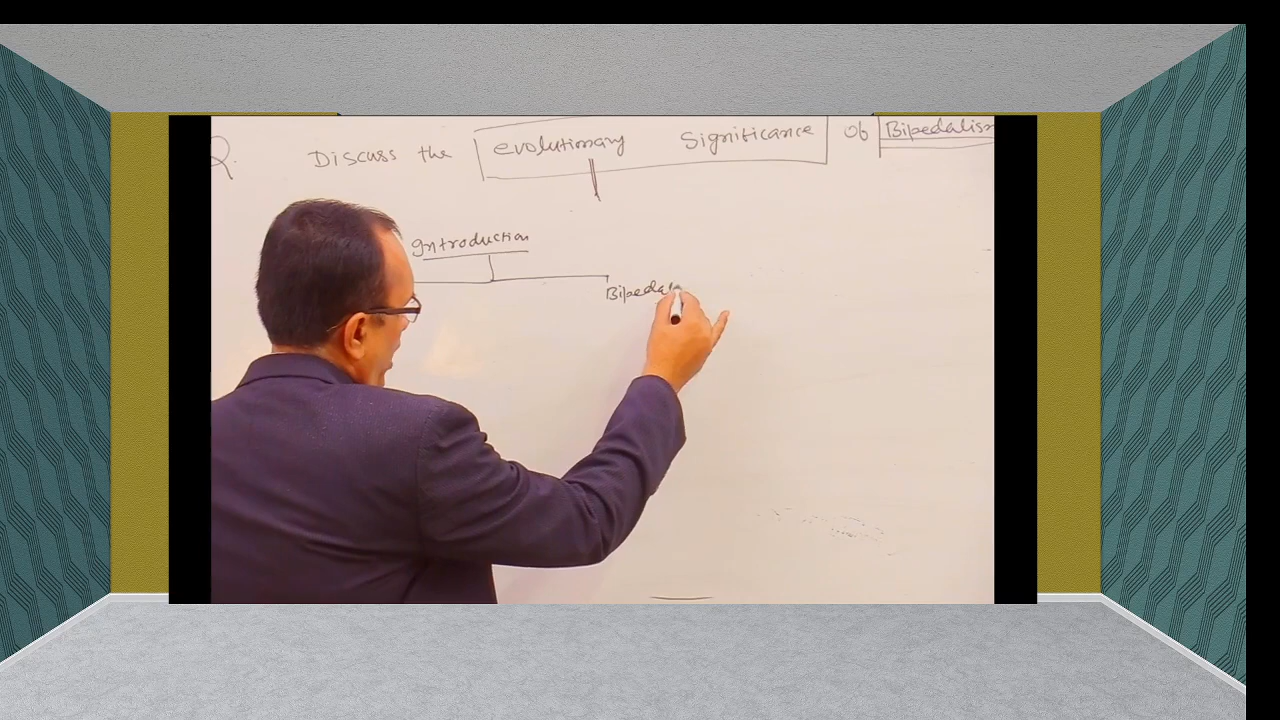 Q. Discuss the evolutionary Significance of Bipedalism
Introduction
Bipedal